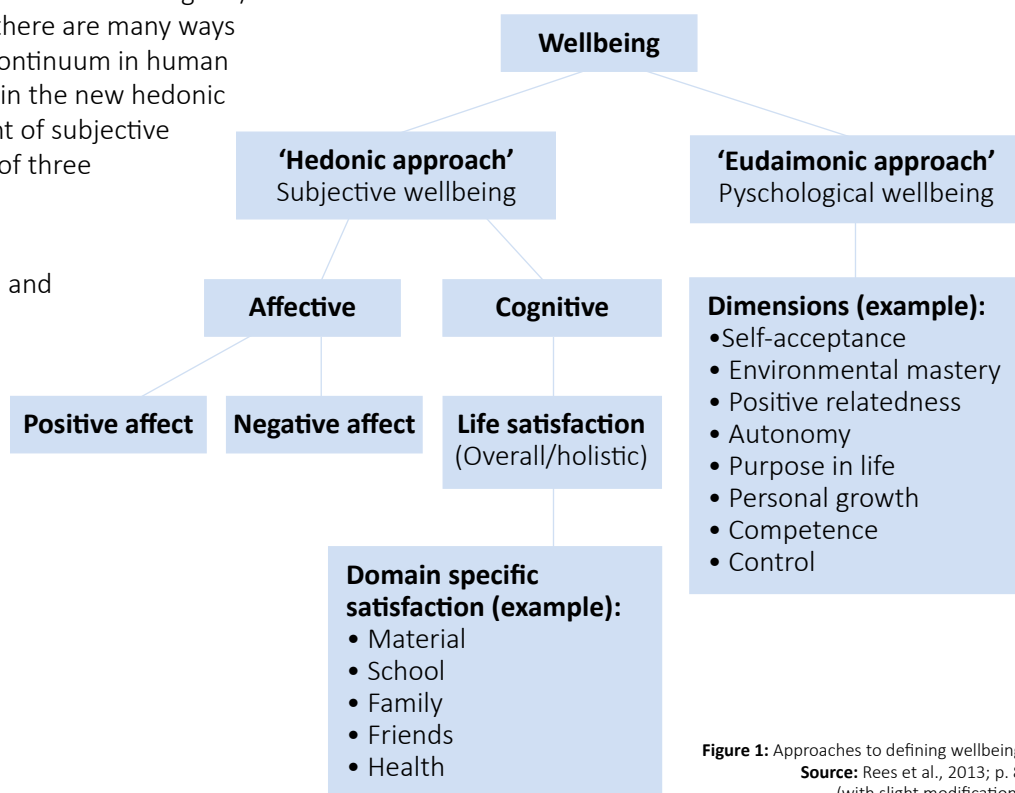 there are many ways
ontinuum in human
in the new hedonic
t of subjective
of three
and
Wellbeing
‘Hedonic approach’
Subjective wellbeing
‘Eudaimonic approach’
Pyschological wellbeing
Affective
Cognitive
Positive affect
Negative affect
Life satisfaction
(Overall/holistic)
Domain specific
satisfaction (example):
• Material
• School
• Family
• Friends
• Health
Dimensions (example):
•Self-acceptance
• Environmental mastery
• Positive relatedness
• Autonomy
• Purpose in life
• Personal growth
• Competence
• Control
Figure 1: Approaches to defining wellbeing
Source: Rees et al., 2013; p. 8
(with slight modification